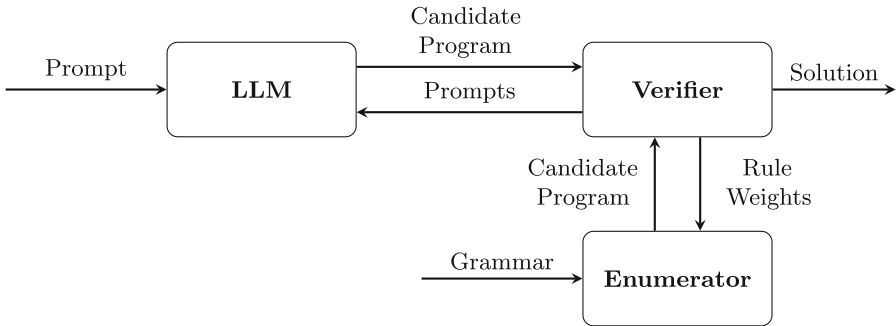 Candidate
Program
Prompt
LLM
Prompts
Verifier
Solution
Candidate
Program
Rule
Weights
Grammar
Enumerator